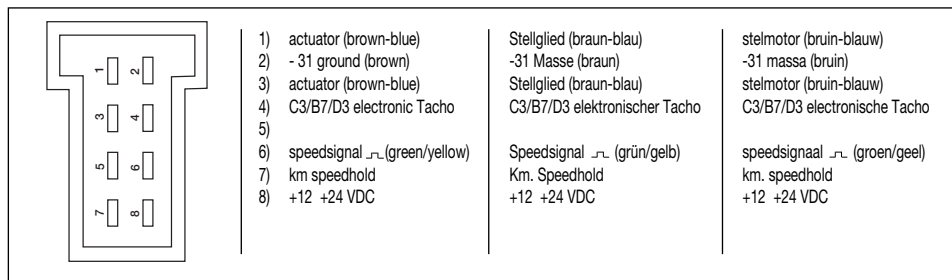 1 2
3 4
5 6
7 8
1) actuator (brown-blue) Stellglied (braun-blau) stelmotor (bruin-blauw)
2) - 31 ground (brown) -31 Masse (braun) -31 massa (bruin)
3) actuator (brown-blue) Stellglied (braun-blau) stelmotor (bruin-blauw)
4) C3/B7/D3 electronic Tacho C3/B7/D3 elektronischer Tacho C3/B7/D3 electronische Tacho
5)
6) speedsignal (green/yellow) Speedsignal (grün/gelb) speedsignaal (groen/geel)
7) km speedhold Km. Speedhold km. speedhold
8) +12 +24 VDC +12 +24 VDC +12 +24 VDC